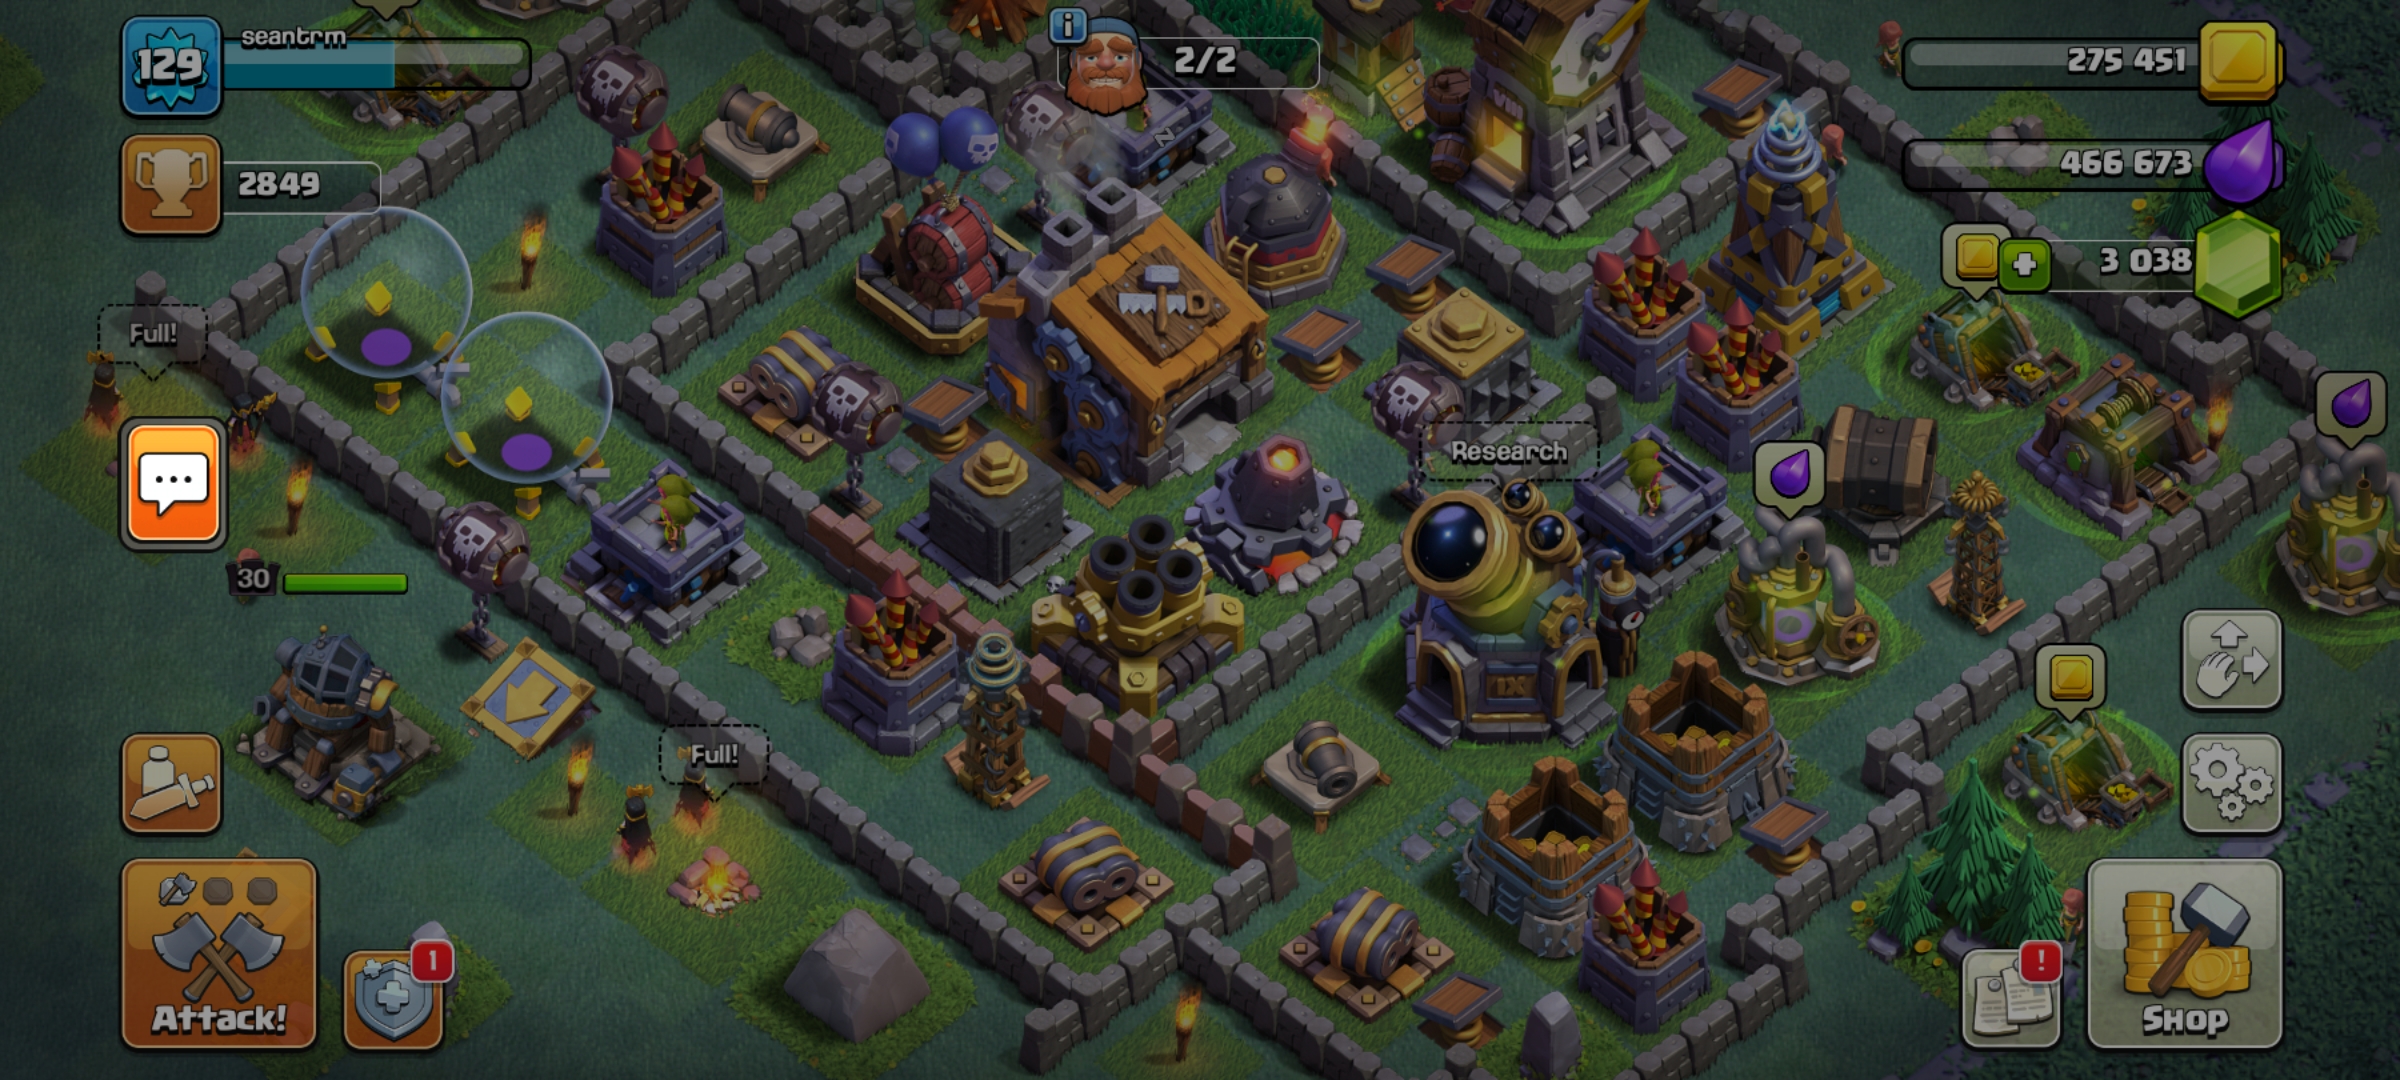 129
seantrm
i
2/2
275 451
2849
466 673
+
3 038
Full!
Research
30
IX
Full!
Attack!
1
!
Shop